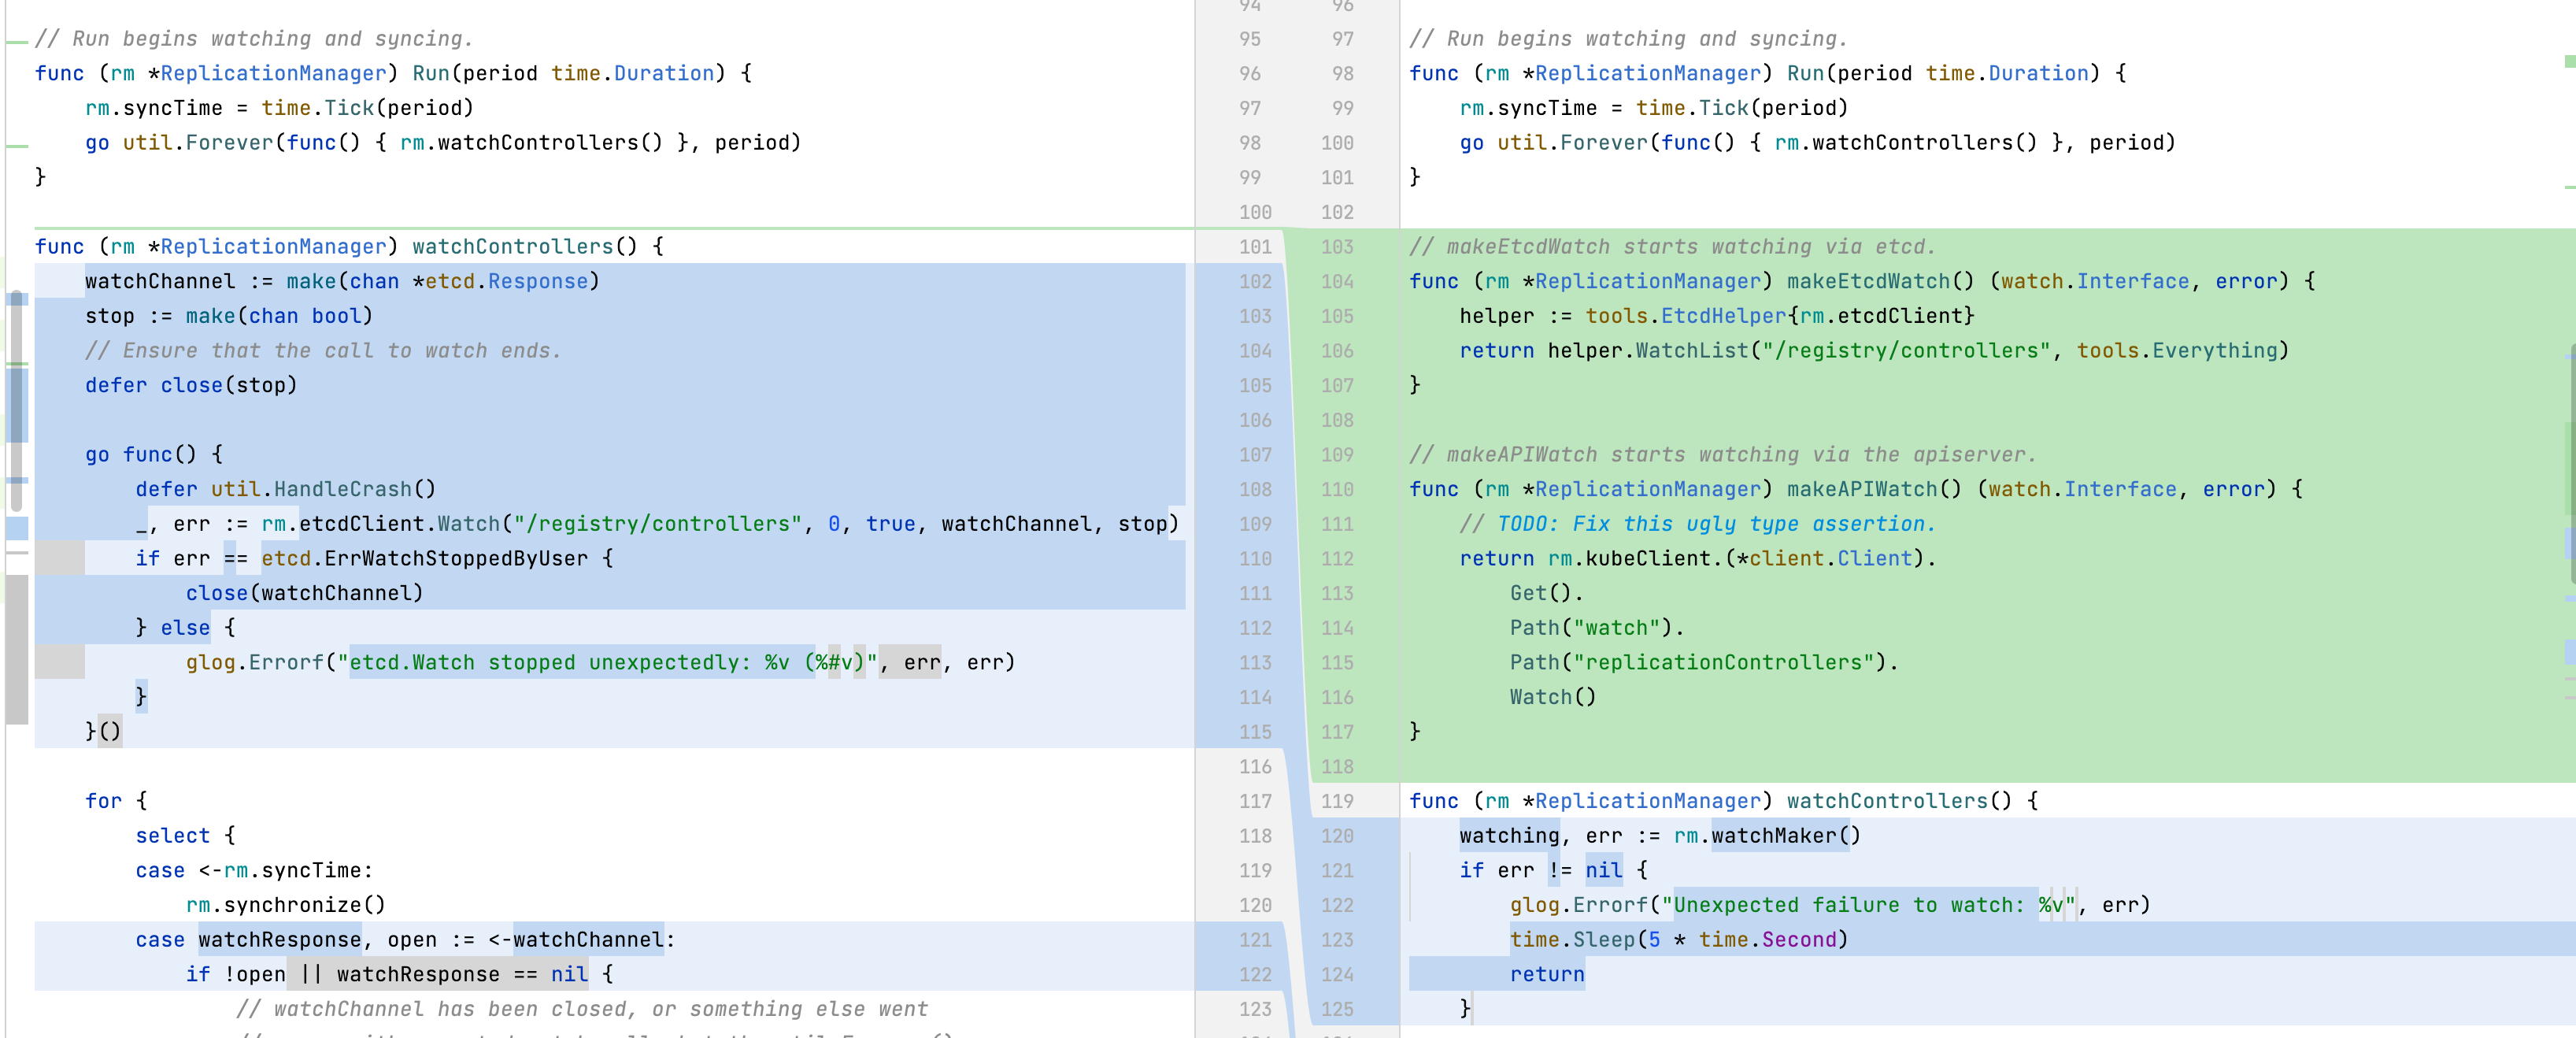 94 96
// Run begins watching and syncing. 95 97 // Run begins watching and syncing.
func (rm *ReplicationManager) Run(period time.Duration) { 96 98 func (rm *ReplicationManager) Run(period time.Duration) {
rm.syncTime = time.Tick(period) 97 99 rm.syncTime = time.Tick(period)
go util.Forever(func() { rm.watchControllers() }, period) 98 100 go util.Forever(func() { rm.watchControllers() }, period)
} 99 101 }
100 102
func (rm *ReplicationManager) watchControllers() { 101 103 // makeEtcdWatch starts watching via etcd.
watchChannel := make(chan *etcd.Response) 102 104 func (rm *ReplicationManager) makeEtcdWatch() (watch.Interface, error) {
stop := make(chan bool) 103 105 helper := tools.EtcdHelper{rm.etcdClient}
// Ensure that the call to watch ends. 104 106 return helper.WatchList("/registry/controllers", tools.Everything)
defer close(stop) 105 107 }
106 108
go func() { 107 109 // makeAPIWatch starts watching via the apiserver.
defer util.HandleCrash() 108 110 func (rm *ReplicationManager) makeAPIWatch() (watch.Interface, error) {
_, err := rm.etcdClient.Watch("/registry/controllers", 0, true, watchChannel, stop) 109 111 // TODO: Fix this ugly type assertion.
if err == etcd.ErrWatchStoppedByUser { 110 112 return rm.kubeClient.(*client.Client).
close(watchChannel) 111 113 Get().
} else { 112 114 Path("watch").
glog.Errorf("etcd.Watch stopped unexpectedly: %v (%#v)", err, err) 113 115 Path("replicationControllers").
} 114 116 Watch()
}() 115 117 }
116 118
for { 117 119 func (rm *ReplicationManager) watchControllers() {
select { 118 120 watching, err := rm.watchMaker()
case <-rm.syncTime: 119 121 if err != nil {
rm.synchronize() 120 122 glog.Errorf("Unexpected failure to watch: %v", err)
case watchResponse, open := <-watchChannel: 121 123 time.Sleep(5 * time.Second)
if !open || watchResponse == nil { 122 124 return
// watchChannel has been closed, or something else went 123 125 }